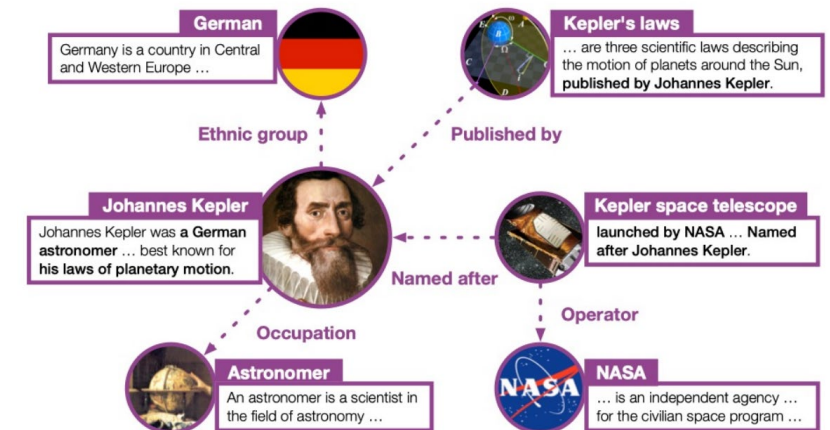 German
Germany is a country in Central
and Western Europe ...
Kepler's laws
... are three scientific laws describing
the motion of planets around the Sun,
published by Johannes Kepler.
Ethnic group
Published by
Johannes Kepler
Johannes Kepler was a German
astronomer ... best known for
his laws of planetary motion.
Kepler space telescope
launched by NASA ... Named
after Johannes Kepler.
Named after
Occupation
Operator
Astronomer
An astronomer is a scientist in
the field of astronomy ...
NASA
NASA
... is an independent agency ...
for the civilian space program ...